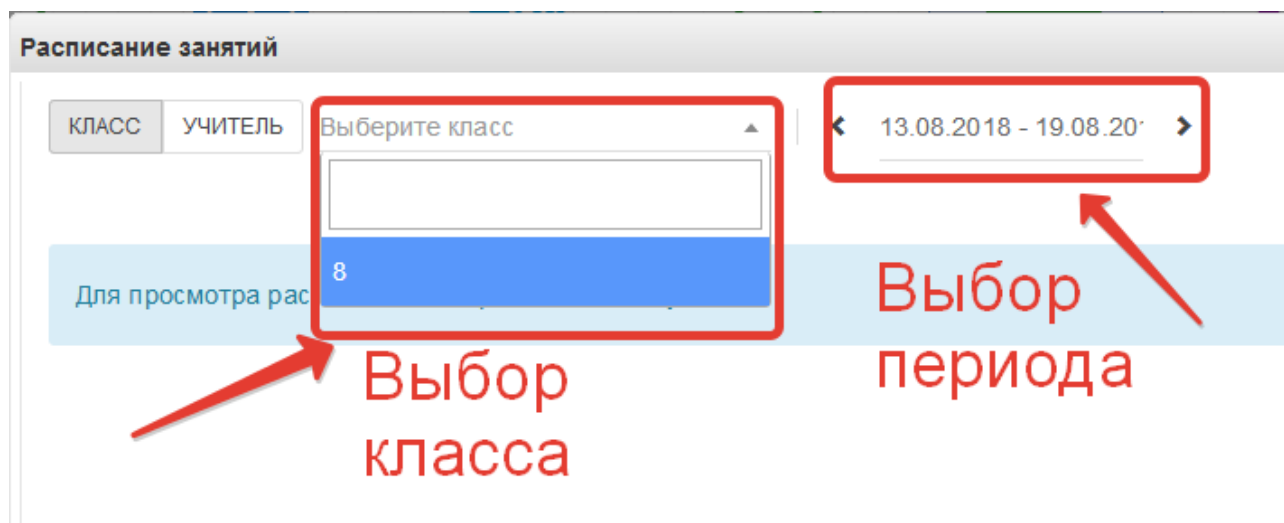 Расписание занятий
КЛАСС УЧИТЕЛЬ Выберите класс 13.08.2018 - 19.08.20
8
Для просмотра рас
Выбор
класса
Выбор
периода